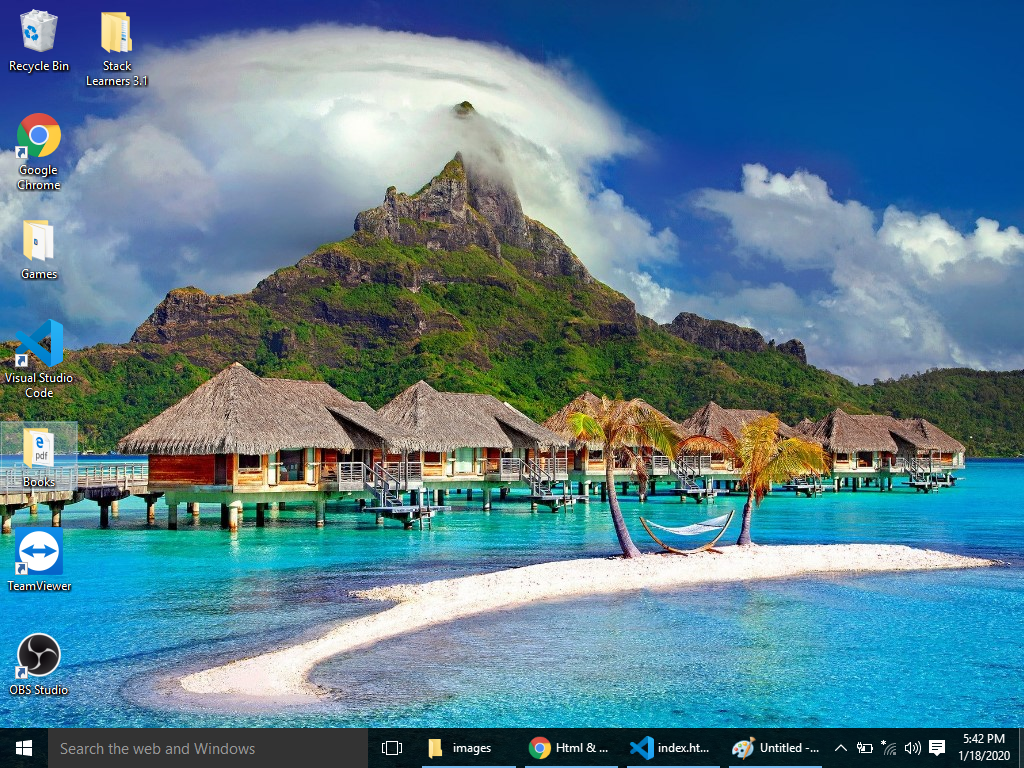 Recycle Bin
Stack
Learners 3.1
Google
Chrome
Games
Visual Studio
Code
pdf
Books
TeamViewer
OBS Studio
Search the web and Windows
images
Html & ...
index.ht...
Untitled -...
5:42 PM
1/18/2020